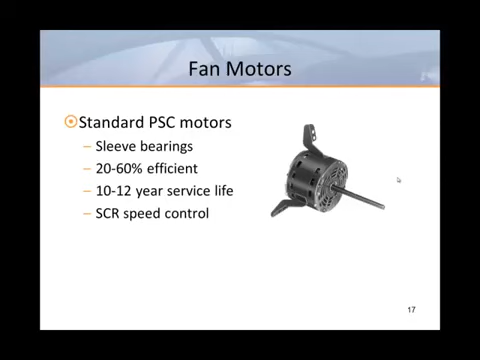 Fan Motors
Standard PSC motors
– Sleeve bearings
– 20-60% efficient
– 10-12 year service life
– SCR speed control
17